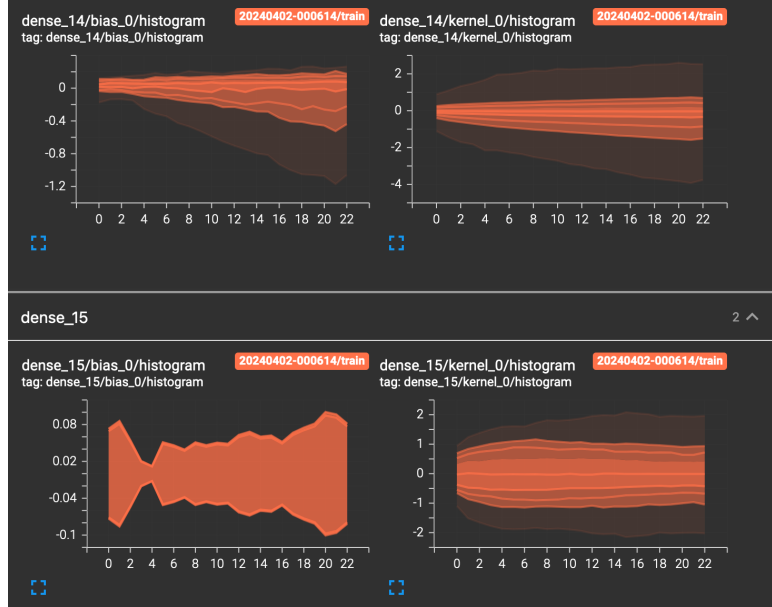 dense_14/bias_0/histogram 20240402-000614/train
tag: dense_14/bias_0/histogram
0
-0.4
-0.8
-1.2
0 2 4 6 8 10 12 14 16 18 20 22
dense_14/kernel_0/histogram 20240402-000614/train
tag: dense_14/kernel_0/histogram
2
0
-2
-4
0 2 4 6 8 10 12 14 16 18 20 22
dense_15 2
dense_15/bias_0/histogram 20240402-000614/train
tag: dense_15/bias_0/histogram
0.08
0.02
-0.04
-0.1
0 2 4 6 8 10 12 14 16 18 20 22
dense_15/kernel_0/histogram 20240402-000614/train
tag: dense_15/kernel_0/histogram
2
1
0
-1
-2
0 2 4 6 8 10 12 14 16 18 20 22